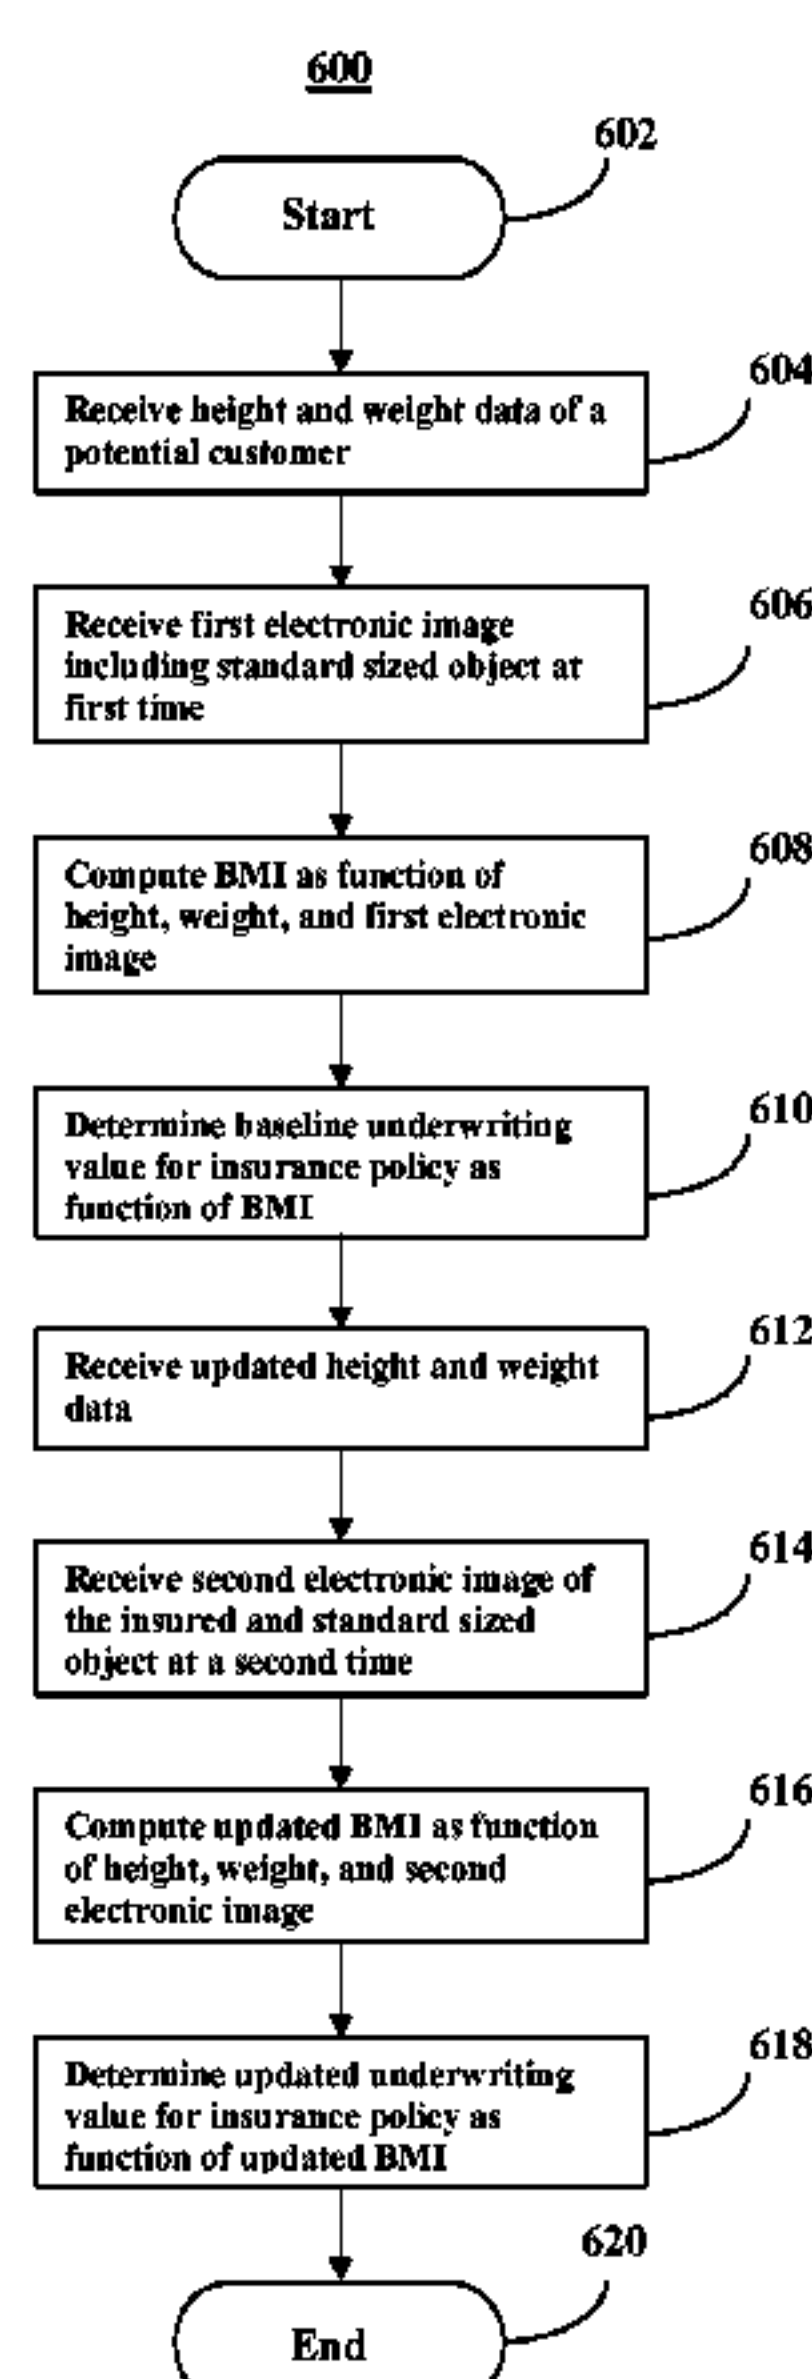 600
602
Start
604
Receive height and weight data of a
potential customer
606
Receive first electronic image
including standard sized object at
first time
608
Compute BMI as function of
height, weight, and first electronic
image
610
Determine baseline underwriting
value for insurance policy as
function of BMI
612
Receive updated height and weight
data
614
Receive second electronic image of
the insured and standard sized
object at a second time
616
Compute updated BMI as function
of height, weight, and second
electronic image
618
Determine updated underwriting
value for insurance policy as
function of updated BMI
620
End